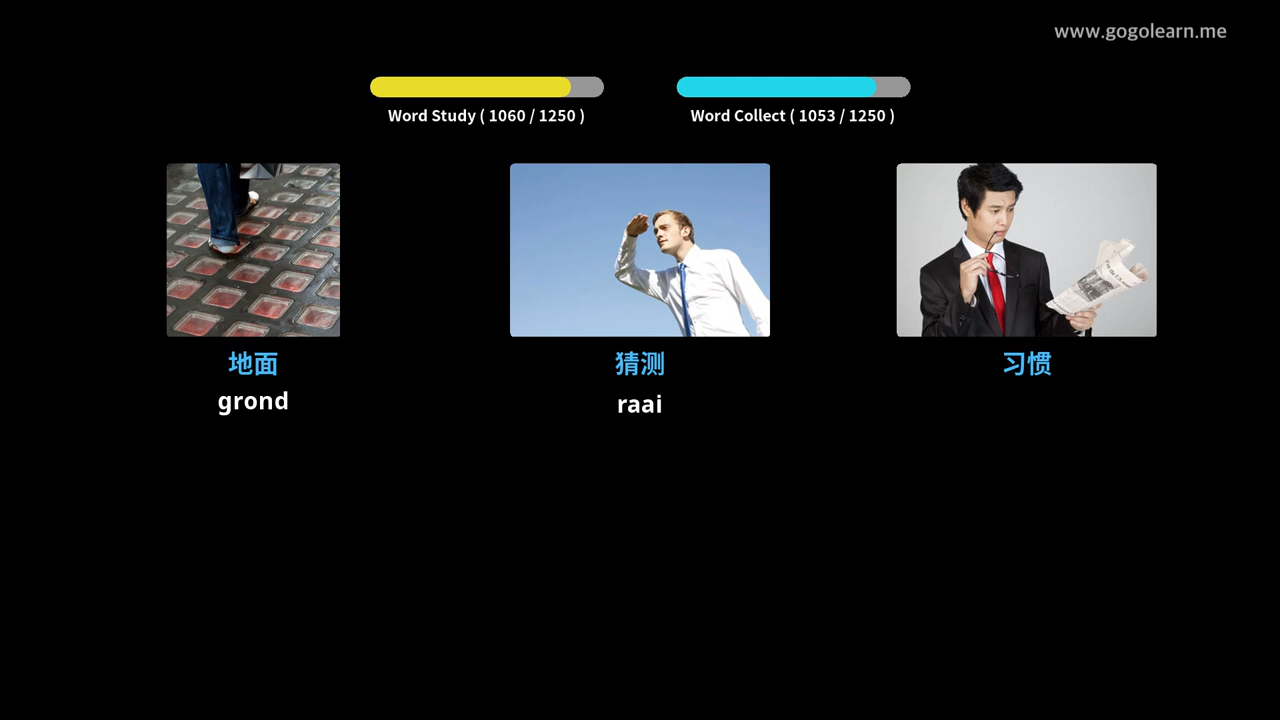 www.gogolearn.me
Word Study ( 1060 / 1250 )
Word Collect ( 1053 / 1250 )
地面
猜测
习惯
grond
raai